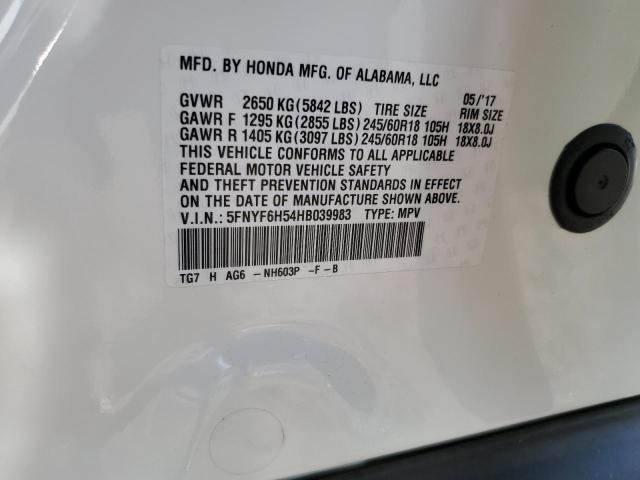 MFD. BY HONDA MFG. OF ALABAMA, LLC
GVWR 2650 KG(5842 LBS) TIRE SIZE 05/'17 RIM SIZE
GAWR F 1295 KG(2855 LBS) 245/60R18 105H 18X8.0J
GAWR R 1405 KG(3097 LBS) 245/60R18 105H 18X8.0J
THIS VEHICLE CONFORMS TO ALL APPLICABLE
FEDERAL MOTOR VEHICLE SAFETY
AND THEFT PREVENTION STANDARDS IN EFFECT
ON THE DATE OF MANUFACTURE SHOWN ABOVE.
V.I.N.: 5FNYF6H54HB039983 TYPE: MPV
TG7 H AG6 -NH603P -F-B